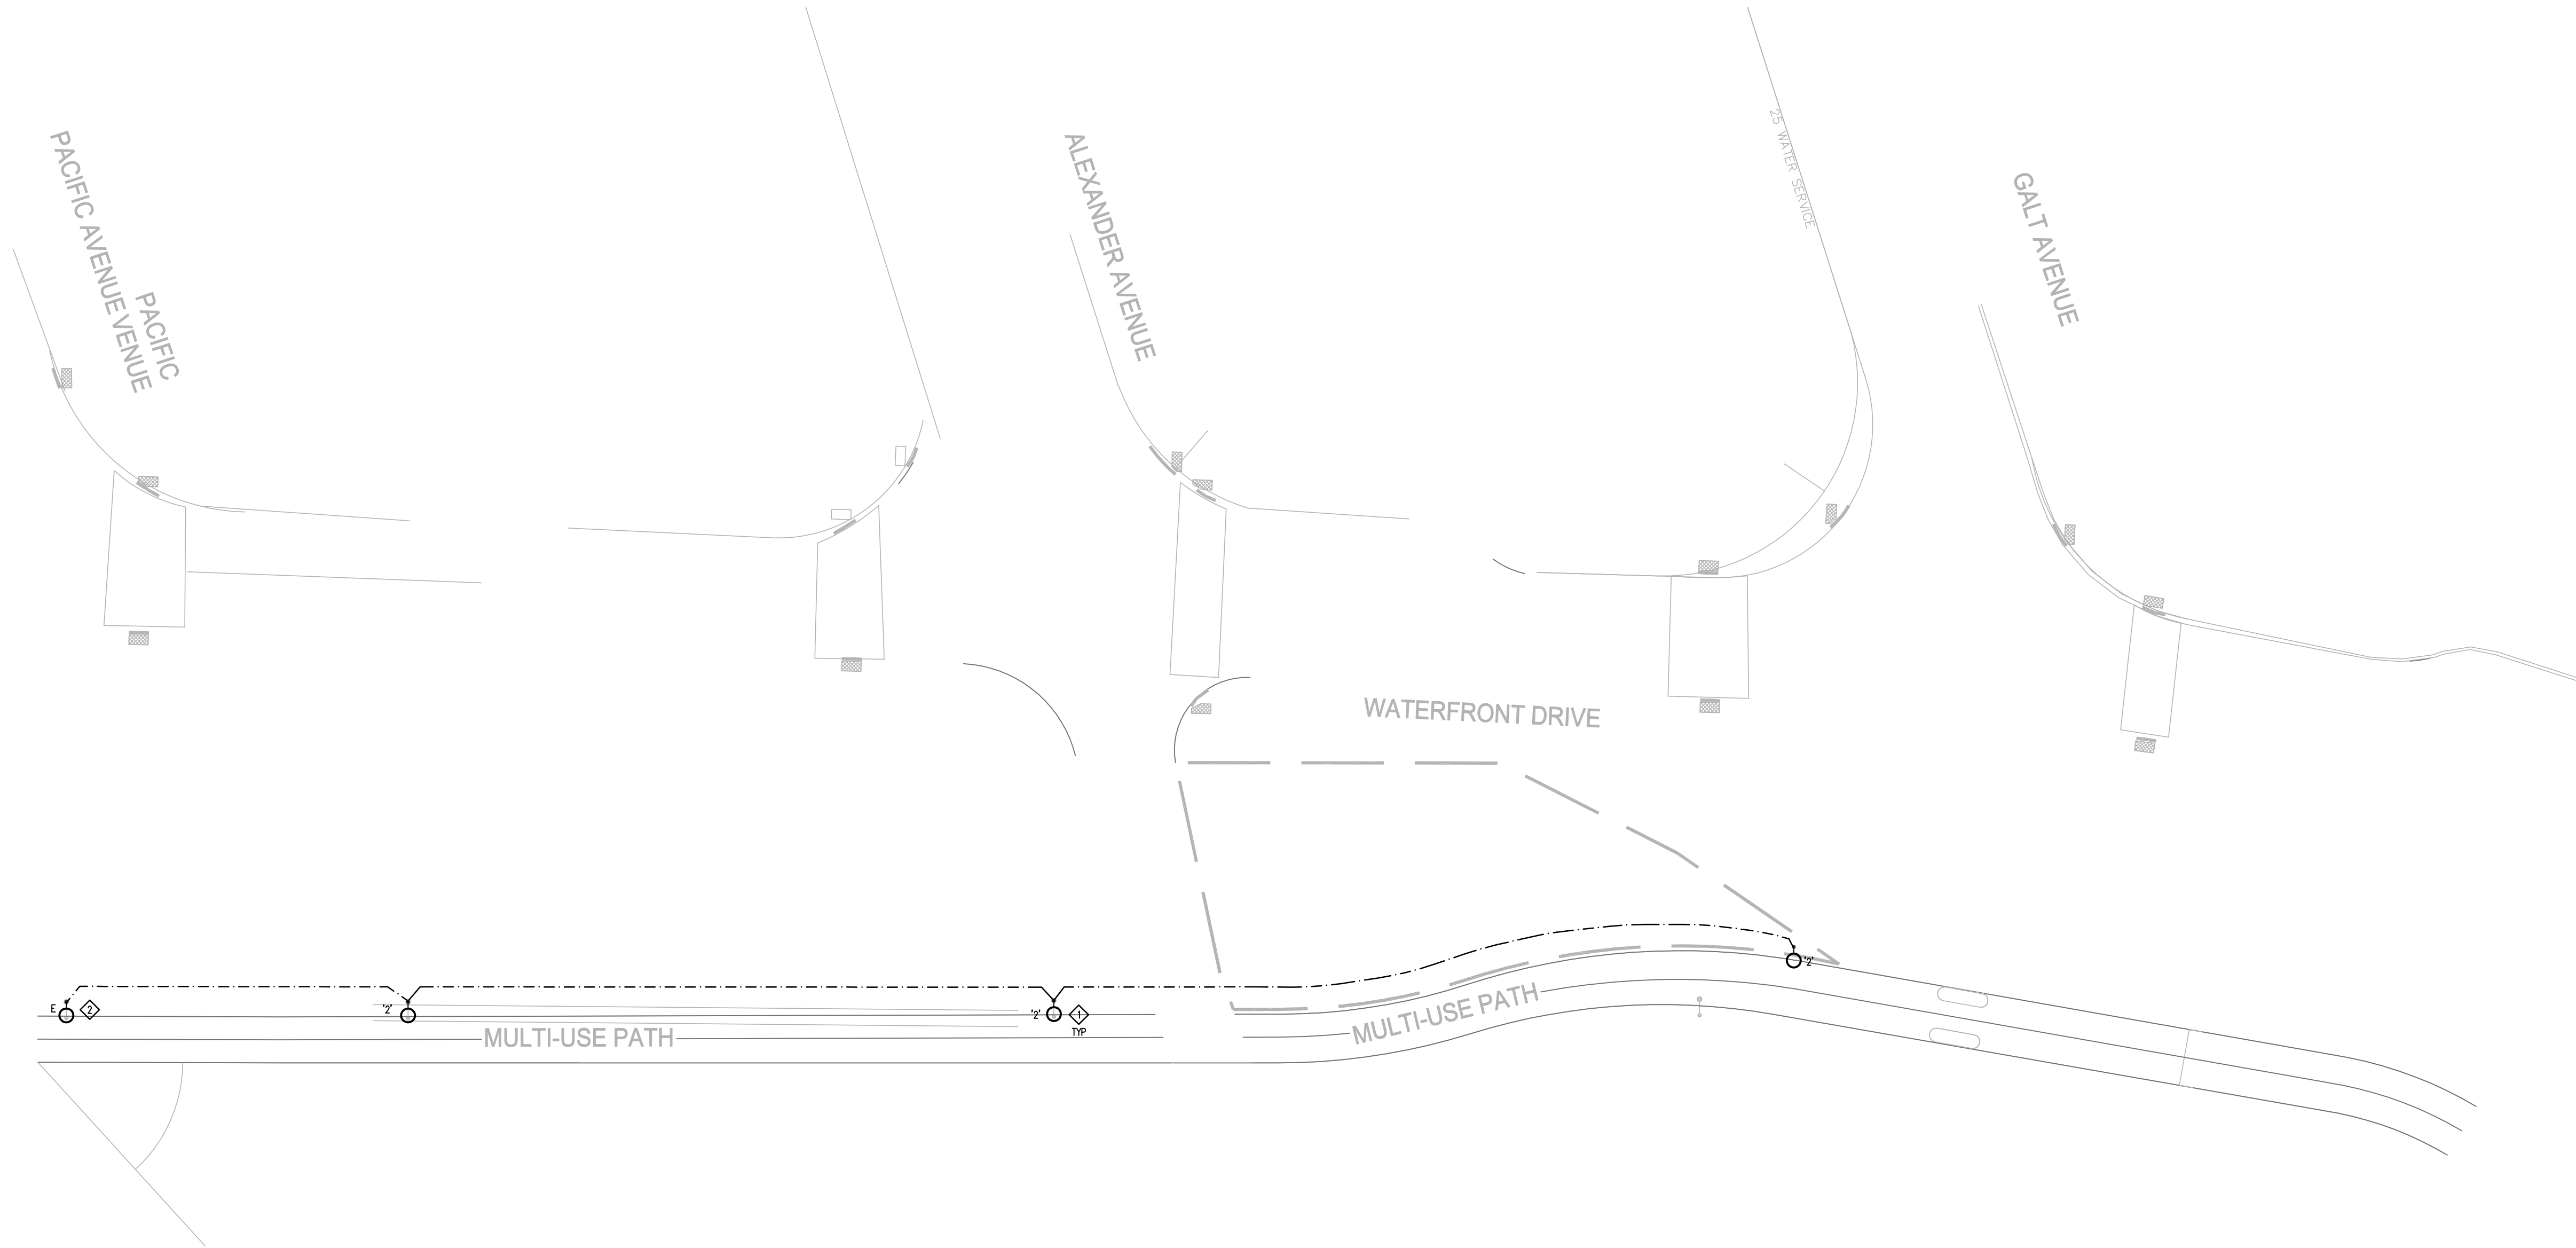 PACIFIC AVENUE VENUE
PACIFIC AVENUE
ALEXANDER AVENUE
25 WATER SERVICE
GALT AVENUE
WATERFRONT DRIVE
E
2
'2'
'2'
1
TYP
'2'
MULTI-USE PATH
MULTI-USE PATH